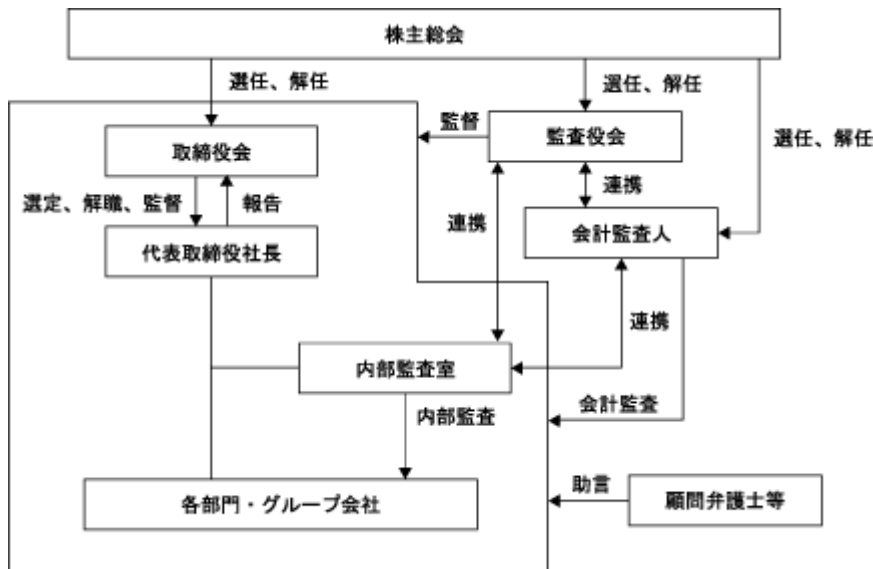 株主総会
選任、解任
選任、解任
監督
監査役会
選任、解任
取締役会
連携
選定、解職、監督
報告
連携
会計監査人
代表取締役社長
連携
内部監査室
会計監査
内部監査
助言
各部門・グループ会社
顧問弁護士等